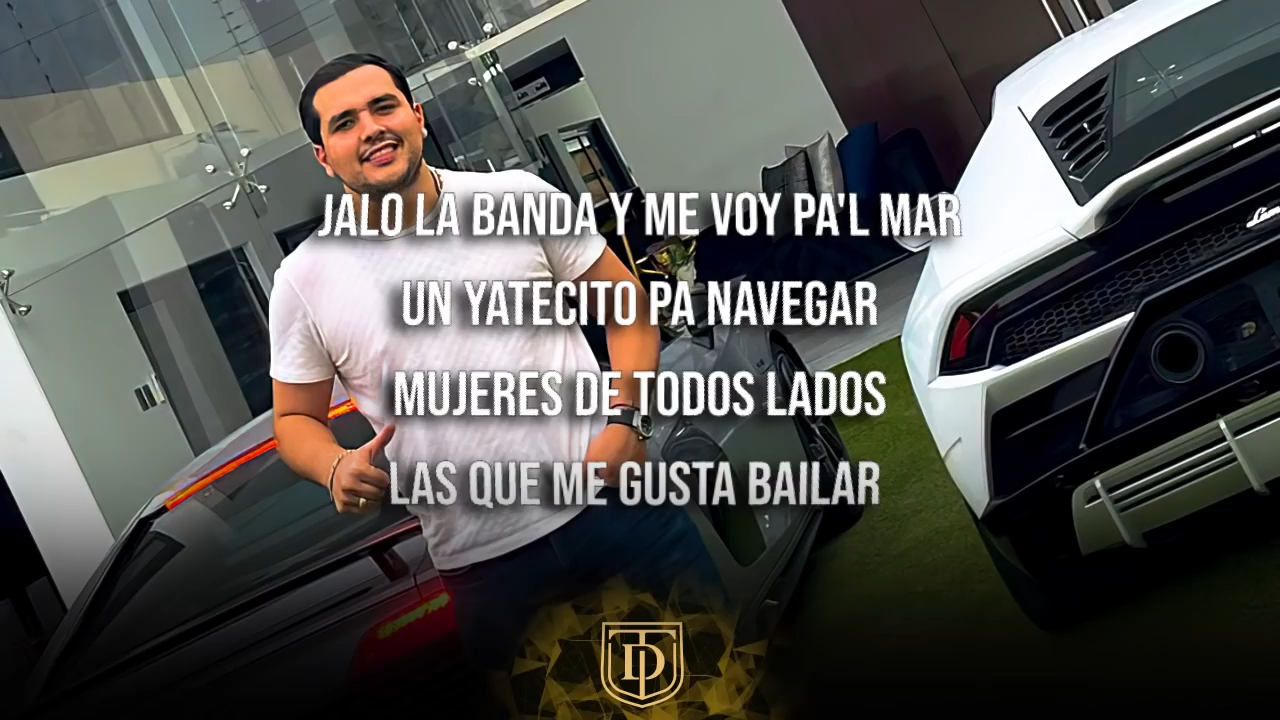 JALO LA BANDA Y ME VOY PA'L MAR
UN YATECITO PA NAVEGAR
MUJERES DE TODOS LADOS
LAS QUE ME GUSTA BAILAR